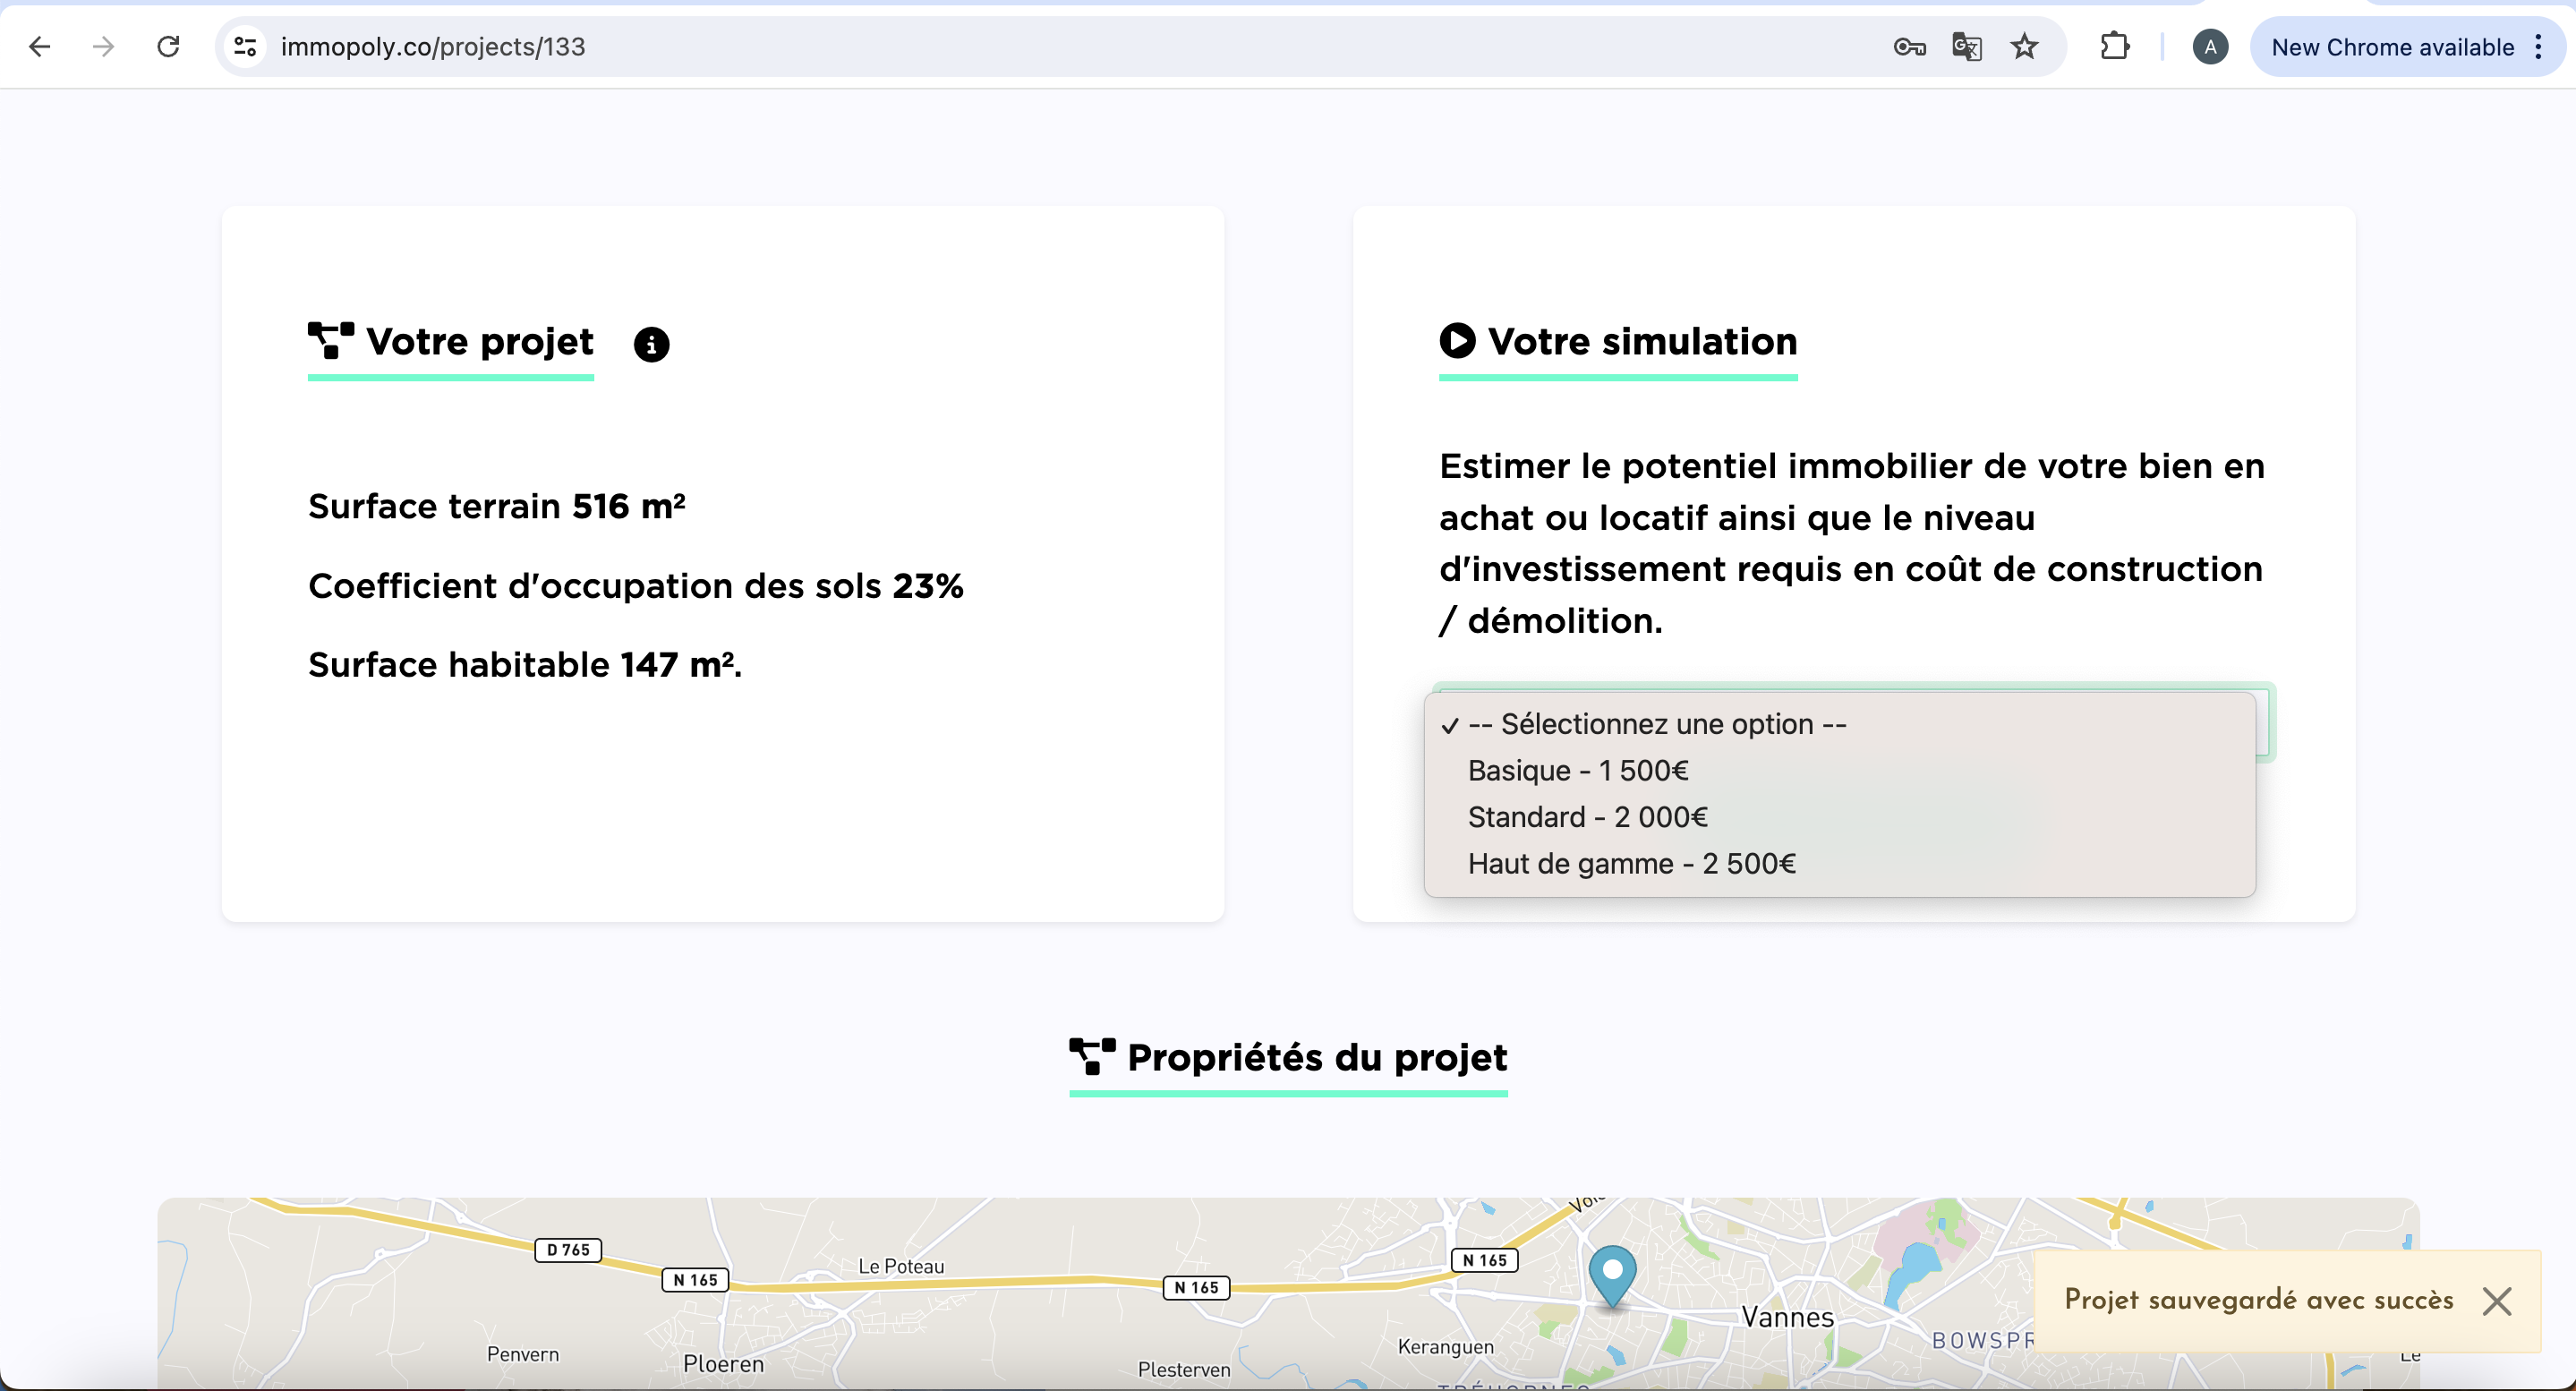 immopoly.co/projects/133
A
New Chrome available
Votre projet
Surface terrain 516 m²
Coefficient d'occupation des sols 23%
Surface habitable 147 m².
Votre simulation
Estimer le potentiel immobilier de votre bien en
achat ou locatif ainsi que le niveau
d'investissement requis en coût de construction
/ démolition.
-- Sélectionnez une option --
Basique - 1 500€
Standard - 2 000€
Haut de gamme - 2 500€
Propriétés du projet
D 765
N 165
Le Poteau
N 165
N 165
Penvern
Ploeren
Plesterven
Keranguen
Vannes
BOWSPR
Le
Projet sauvegardé avec succès